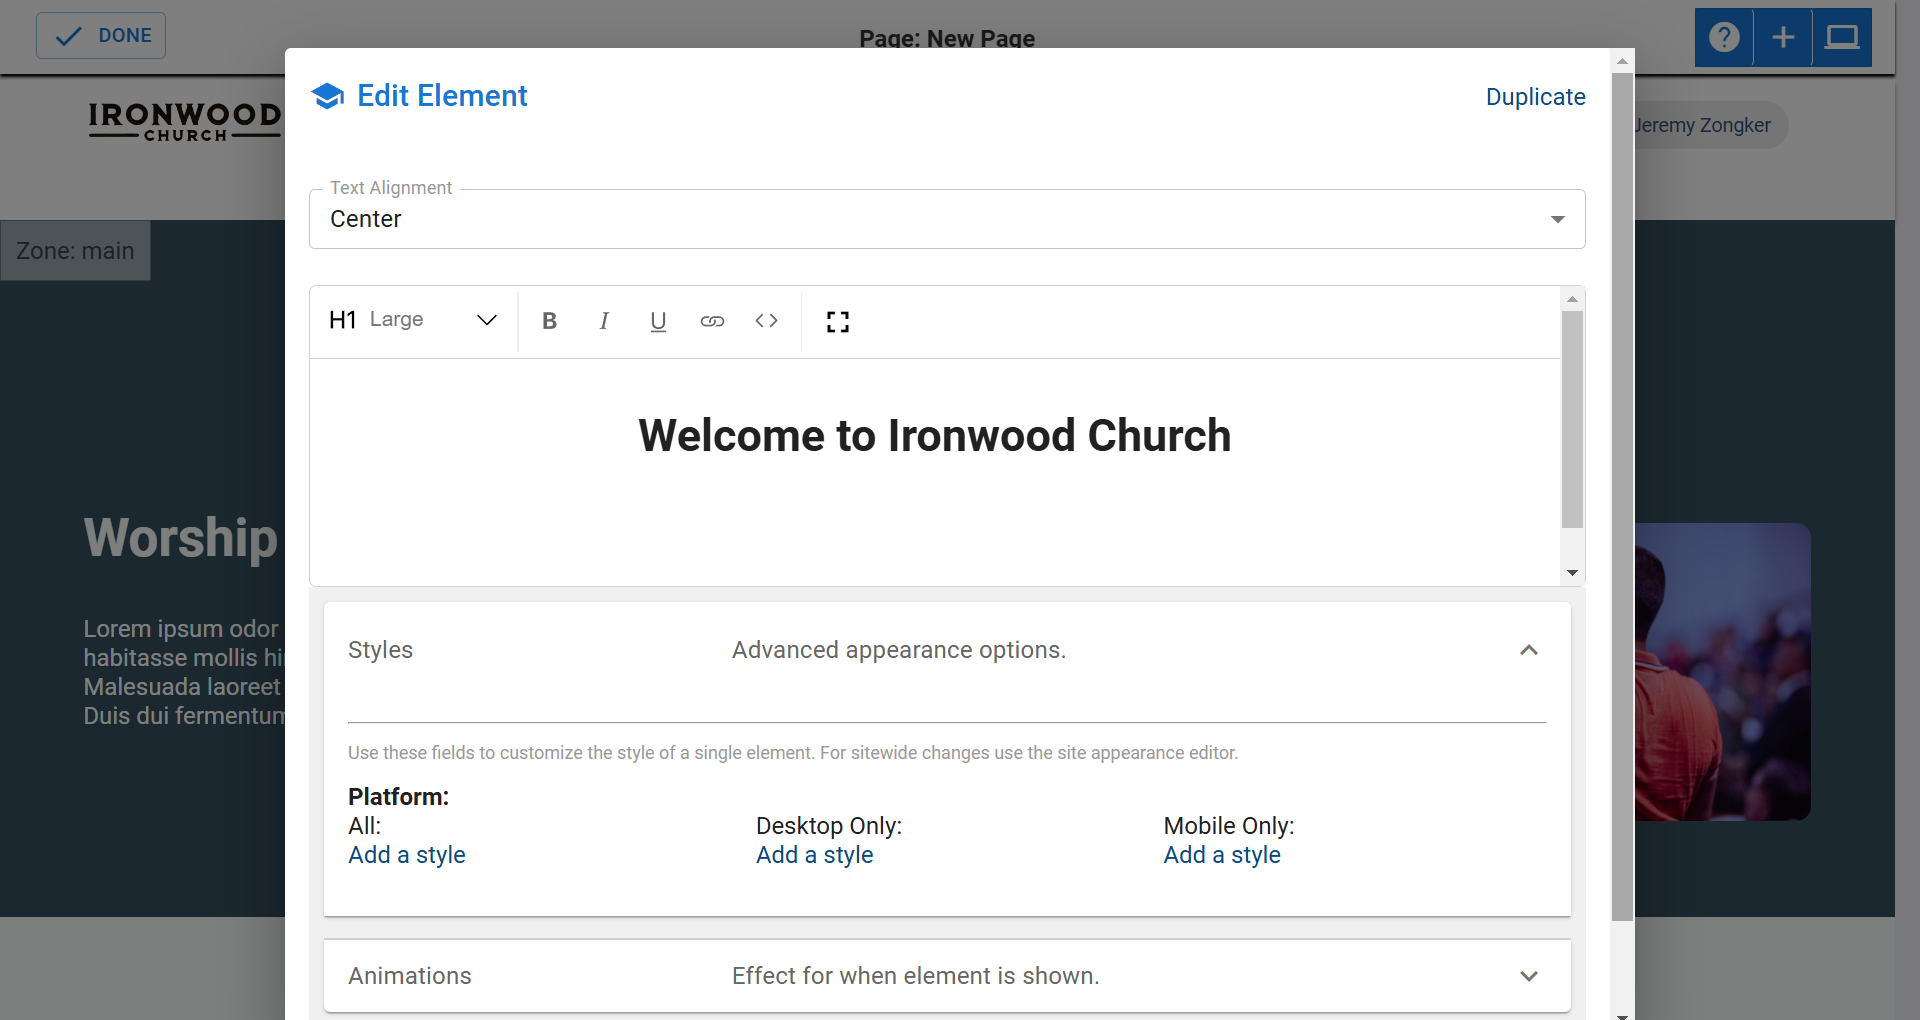 DONE
Page: New Page
IRONWOOD
CHURCH
Edit Element
Duplicate
Jeremy Zongker
Text Alignment
Center
Zone: main
H1 Large
B I U
Welcome to Ironwood Church
Worship
Lorem ipsum odor
habitasse mollis
Malesuada laoreet
Duis dui fermentum
Styles
Advanced appearance options.
Use these fields to customize the style of a single element. For sitewide changes use the site appearance editor.
Platform:
All:
Desktop Only:
Mobile Only:
Add a style
Add a style
Add a style
Animations
Effect for when element is shown.